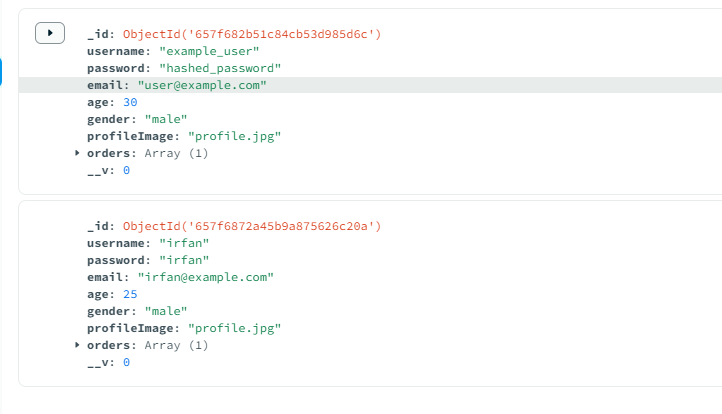 _id: ObjectId('657f682b51c84cb53d985d6c')
username: "example_user"
password: "hashed_password"
email: "user@example.com"
age: 30
gender: "male"
profileImage: "profile.jpg"
orders: Array (1)
__v: 0
_id: ObjectId('657f6872a45b9a875626c20a')
username: "irfan"
password: "irfan"
email: "irfan@example.com"
age: 25
gender: "male"
profileImage: "profile.jpg"
orders: Array (1)
__v: 0